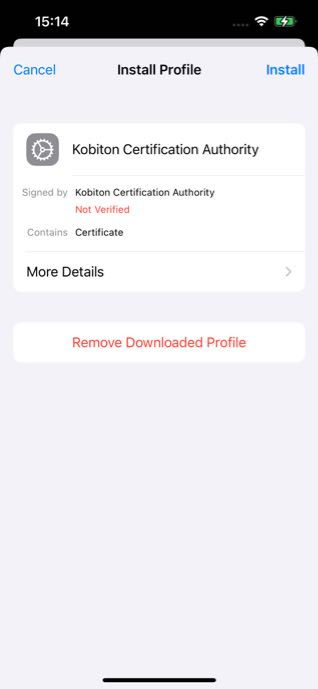 15:14
Cancel Install Profile Install
Kobiton Certification Authority
Signed by Kobiton Certification Authority
Not Verified
Contains Certificate
More Details
Remove Downloaded Profile